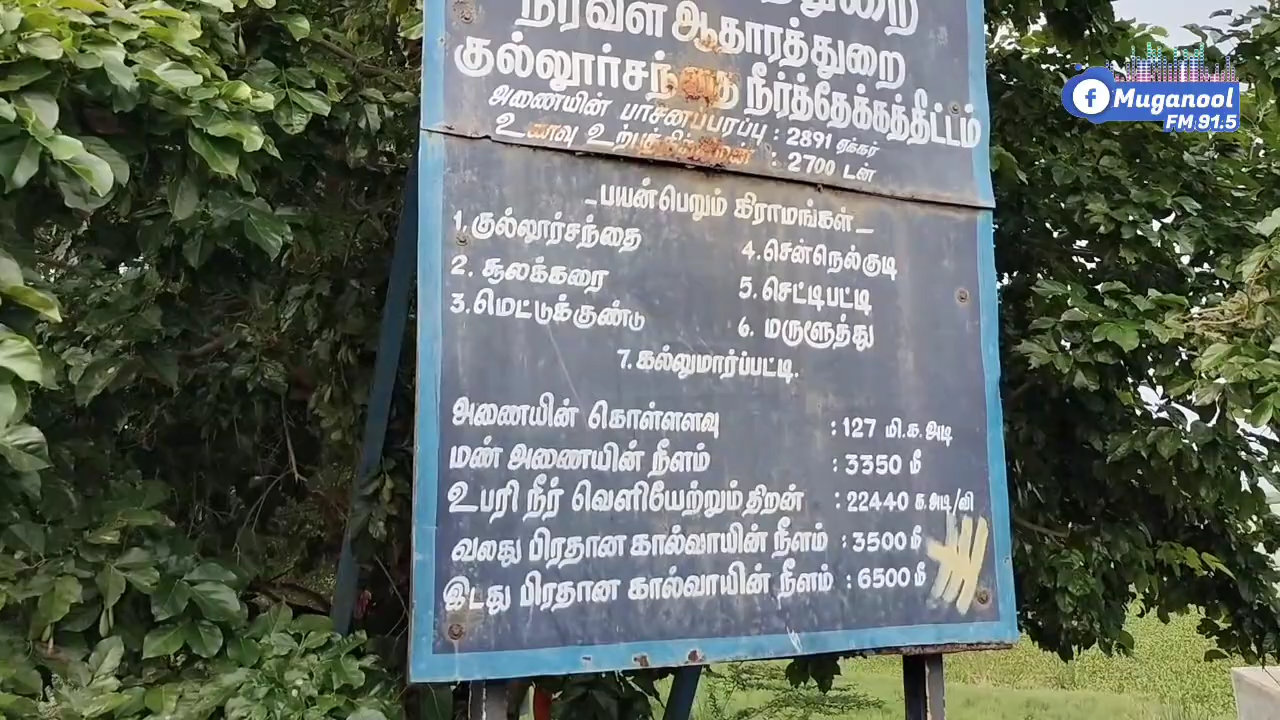 நீர்வள ஆதாரத்துறை
குல்லூர்சந்தை நீர்த்தேக்கத்திட்டம்
அணையின் பாசனப்பரப்பு : 2891 ஏக்கர்
உணவு : 2700 டன்
-பயன்பெறும் கிராமங்கள்-
1. குல்லூர்சந்தை
2. சூலக்கரை
3. மெட்டுக்குண்டு
4. சென்நெல்குடி
5. செட்டிபட்டி
6. மருளுத்து
7. கல்லுமார்ப்பட்டி.
அணையின் கொள்ளளவு : 127 மி.க.அடி
மண் அணையின் நீளம் : 3350 மீ
உபரி நீர் வெளியேற்றும் திறன் : 22440 க.அடி/வி
வலது பிரதான கால்வாயின் நீளம் : 3500 மீ
இடது பிரதான கால்வாயின் நீளம் : 6500 மீ
f Muganool
FM 91.5